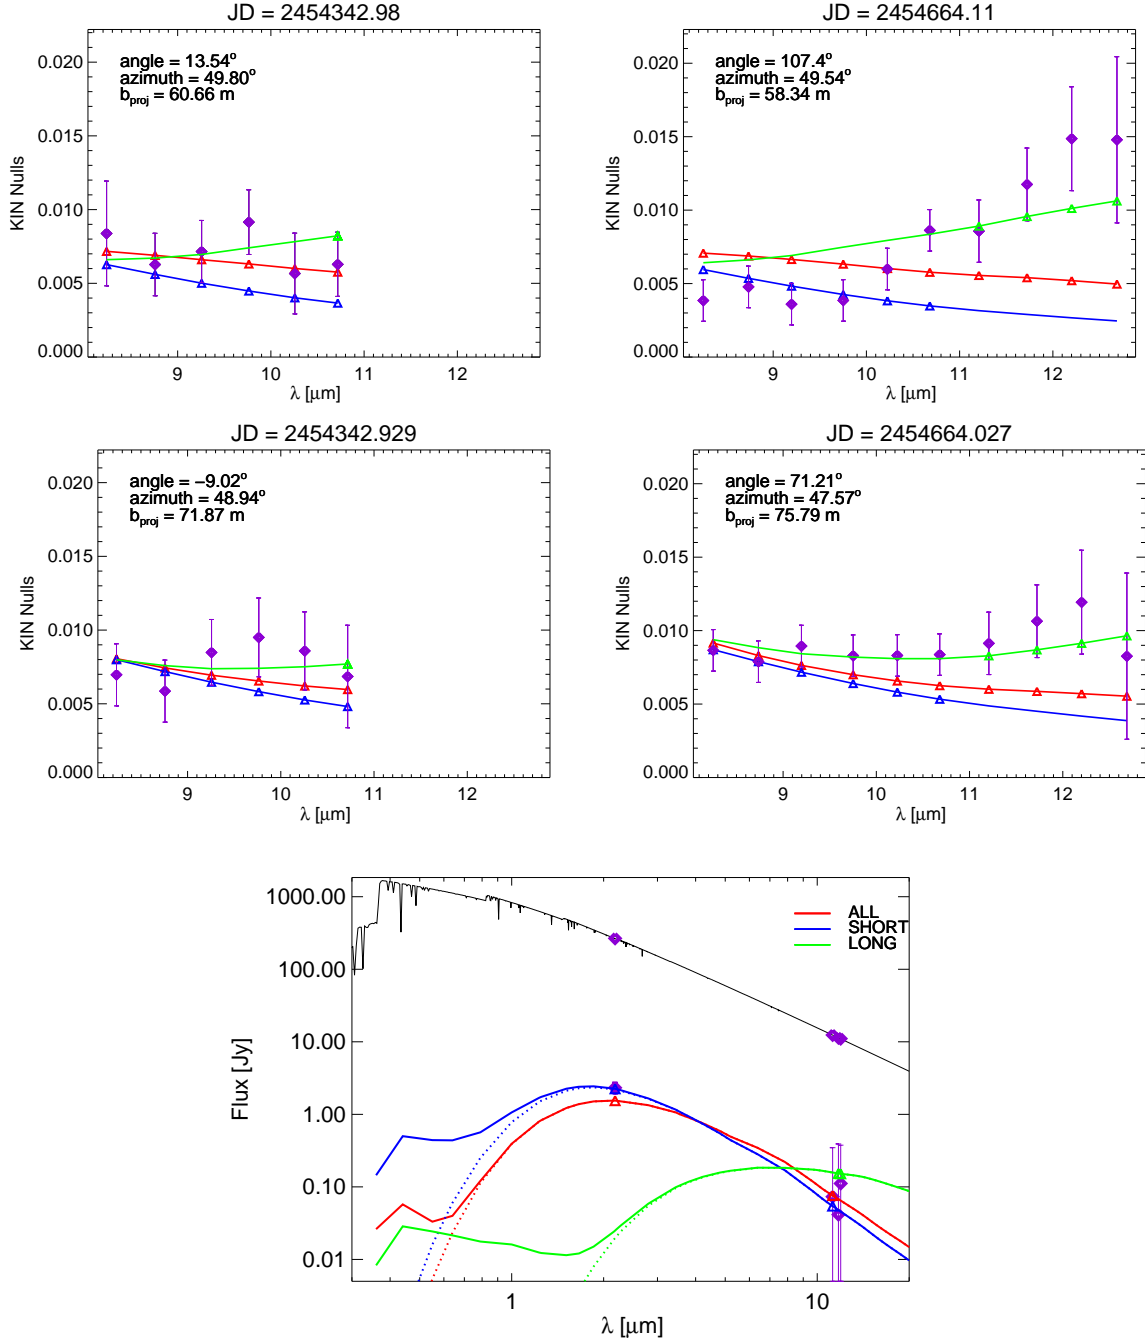 JD = 2454342.98
angle = 13.54°
azimuth = 49.80°
b_proj = 60.66 m
KIN Nulls
0.020
0.015
0.010
0.005
0.000
9 10 11 12
λ [μm]
JD = 2454664.11
angle = 107.4°
azimuth = 49.54°
b_proj = 58.34 m
KIN Nulls
0.020
0.015
0.010
0.005
0.000
9 10 11 12
λ [μm]
JD = 2454342.929
angle = −9.02°
azimuth = 48.94°
b_proj = 71.87 m
KIN Nulls
0.020
0.015
0.010
0.005
0.000
9 10 11 12
λ [μm]
JD = 2454664.027
angle = 71.21°
azimuth = 47.57°
b_proj = 75.79 m
KIN Nulls
0.020
0.015
0.010
0.005
0.000
9 10 11 12
λ [μm]
ALL
SHORT
LONG
Flux [Jy]
1000.00
100.00
10.00
1.00
0.10
0.01
1 10
λ [μm]